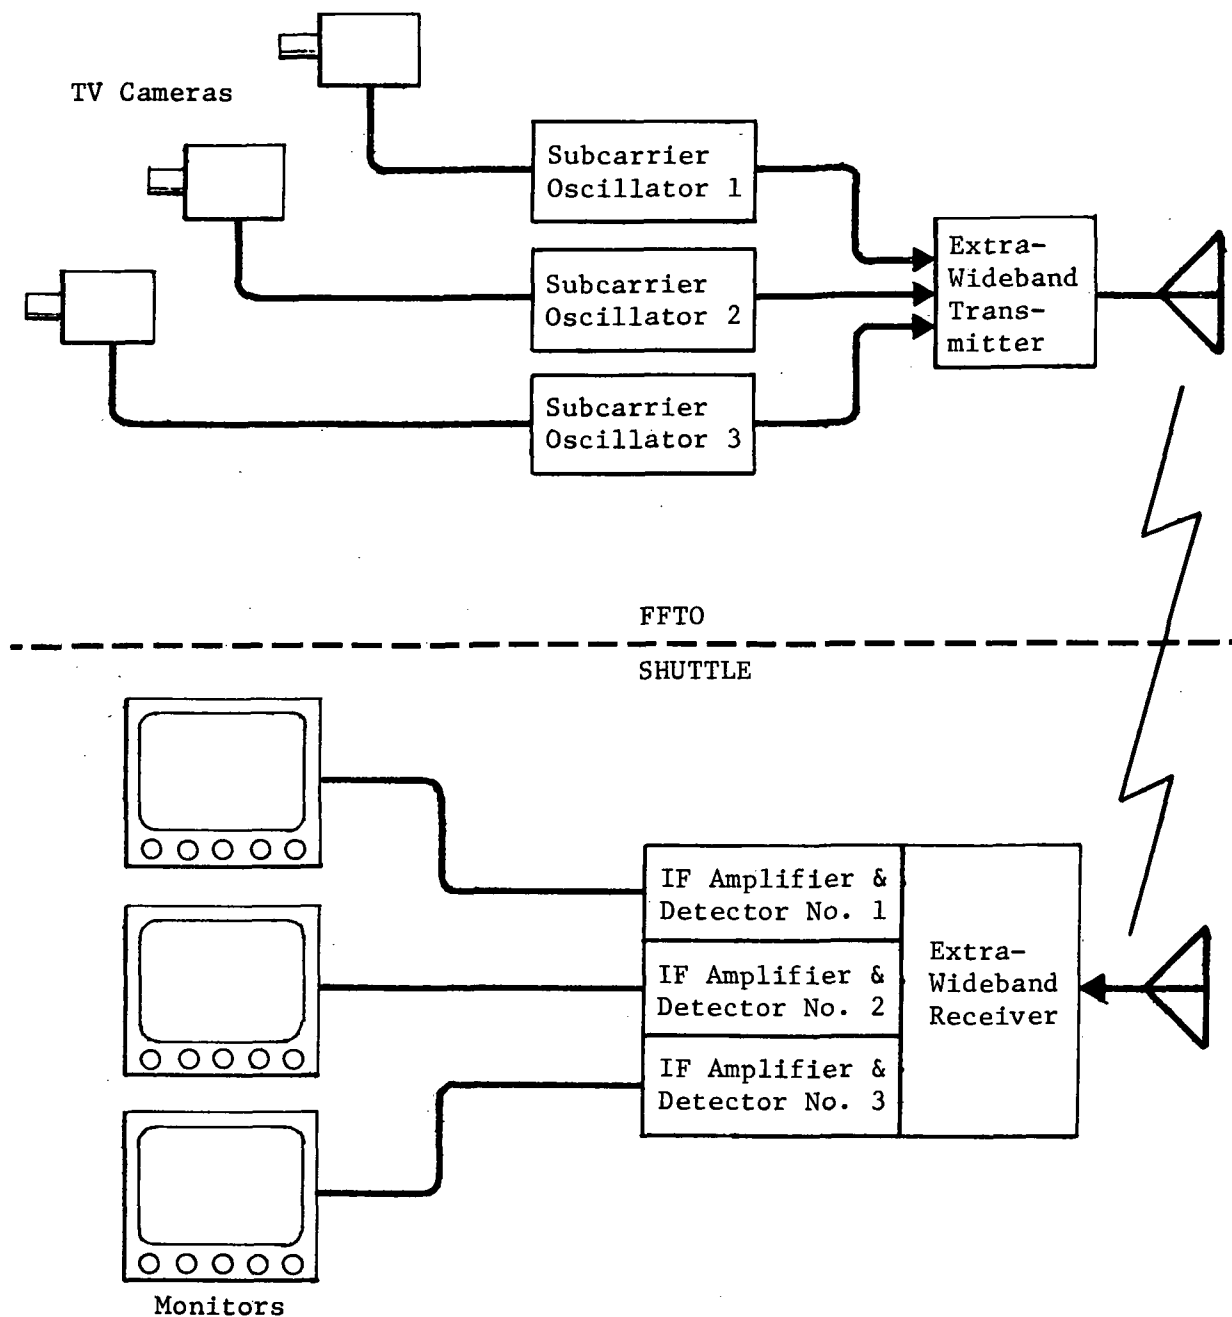 TV Cameras
Subcarrier
Oscillator 1
Subcarrier
Oscillator 2
Subcarrier
Oscillator 3
Extra-
Wideband
Trans-
mitter
FFTO
SHUTTLE
IF Amplifier &
Detector No. 1
IF Amplifier &
Detector No. 2
IF Amplifier &
Detector No. 3
Extra-
Wideband
Receiver
Monitors